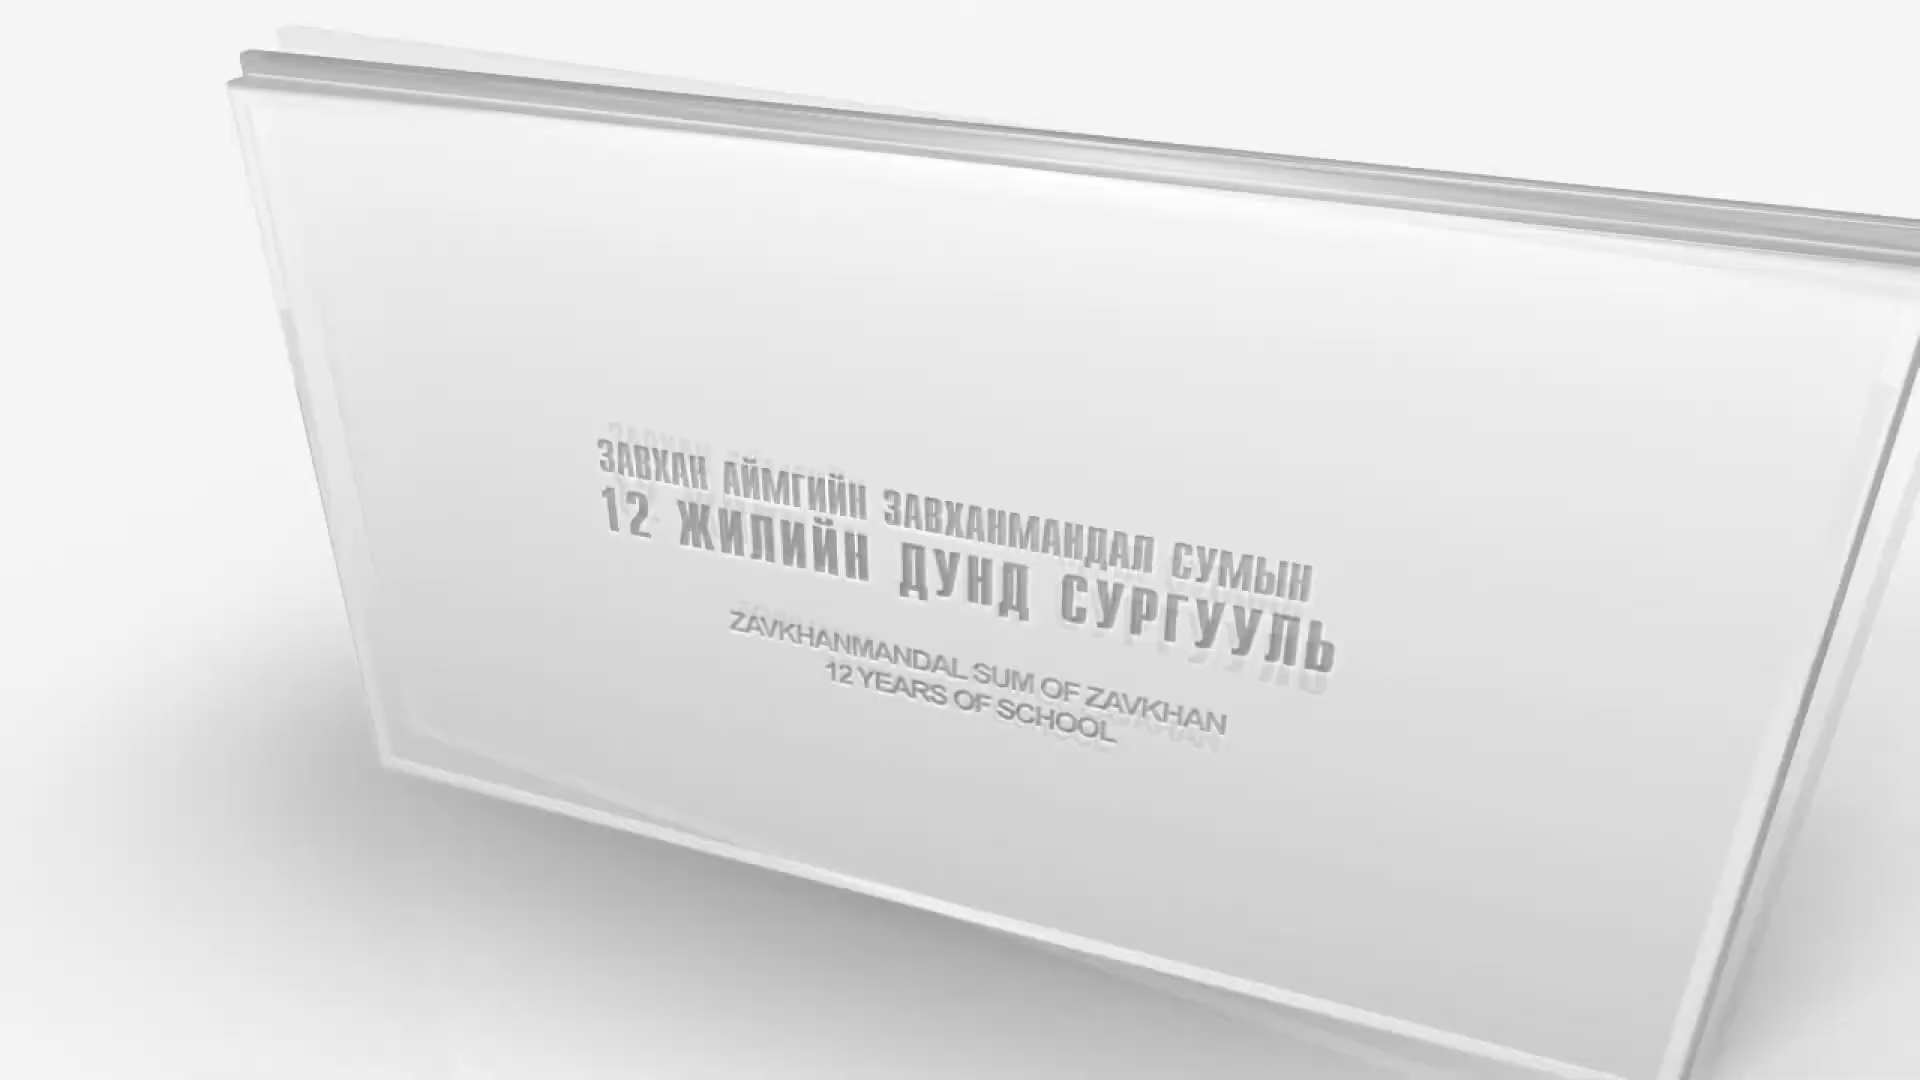 ЗАВХАН АЙМГИЙН ЗАВХАНМАНДАЛ СУМЫН
12 ЖИЛИЙН ДУНД СУРГУУЛЬ
ZAVKHANMANDAL SUM OF ZAVKHAN
12 YEARS OF SCHOOL